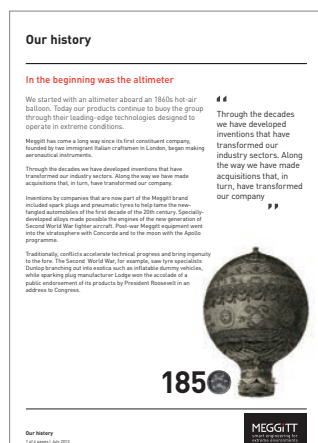 Our history
In the beginning was the altimeter
We started with an altimeter aboard an 1860s hot-air
balloon. Today our products continue to buoy the group
through their leading-edge technologies designed to
operate in extreme conditions.
Meggitt has come a long way since its first constituent company,
founded by two immigrant Italian craftsmen in London, began making
aeronautical instruments.
Through the decades we have developed inventions that have
transformed our industry sectors. Along the way we have made
acquisitions that, in turn, have transformed our company.
Inventions by companies that are now part of the Meggitt brand
included spark plugs and pneumatic tyres to help tame the new-
fangled automobiles of the first decade of the 20th century. Specially-
developed alloys made possible the engines of the new generation of
Second World War fighter aircraft. Post-war Meggitt equipment went
into the stratosphere with Concorde and to the moon with the Apollo
programme.
Traditionally, conflicts accelerate technical progress and bring ingenuity
to the fore. The Second World War, for example, saw tyre specialists
Dunlop branching out into exotica such as inflatable dummy vehicles,
while sparking plug manufacturer Lodge won the accolade of a
public endorsement of its products by President Roosevelt in an
address to Congress.
“
Through the decades
we have developed
inventions that have
transformed our
industry sectors. Along
the way we have made
acquisitions that, in
turn, have transformed
our company
”
185
Our history
1 of 6 pages | July 2013
MEGGiTT
smart engineering for
extreme environments